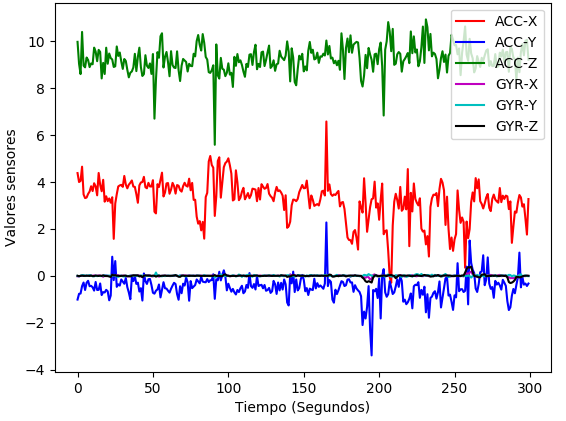 ACC-X
ACC-Y
ACC-Z
GYR-X
GYR-Y
GYR-Z
Valores sensores
10
8
6
4
2
0
−2
−4
0 50 100 150 200 250 300
Tiempo (Segundos)